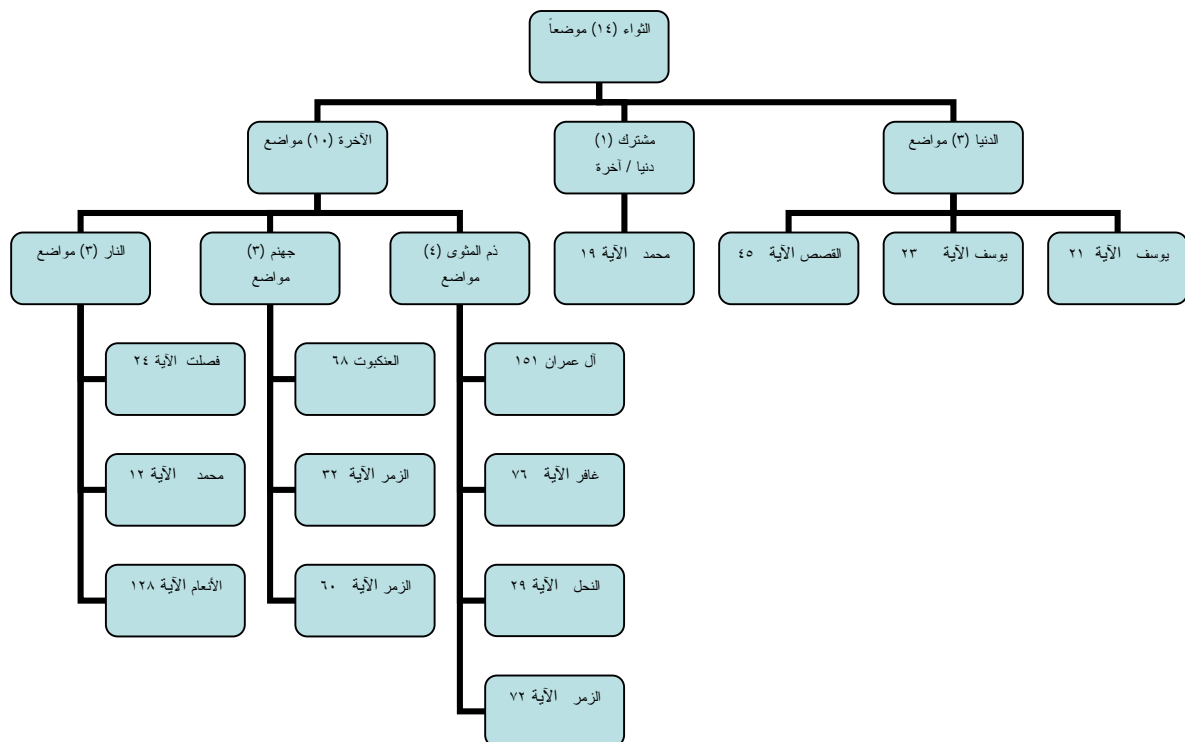 الثواء (١٤) موضعاً
الدنيا (٣) مواضع
مشترك (١)
دنيا / آخرة
الآخرة (١٠) مواضع
يوسف الآية ٢١
يوسف الآية ٢٣
القصص الآية ٤٥
محمد الآية ١٩
ذم المثوى (٤)
مواضع
جهنم (٣)
مواضع
النار (٣) مواضع
آل عمران ١٥١
العنكبوت ٦٨
فصلت الآية ٢٤
غافر الآية ٧٦
الزمر الآية ٣٢
محمد الآية ١٢
النحل الآية ٢٩
الزمر الآية ٦٠
الأنعام الآية ١٢٨
الزمر الآية ٧٢